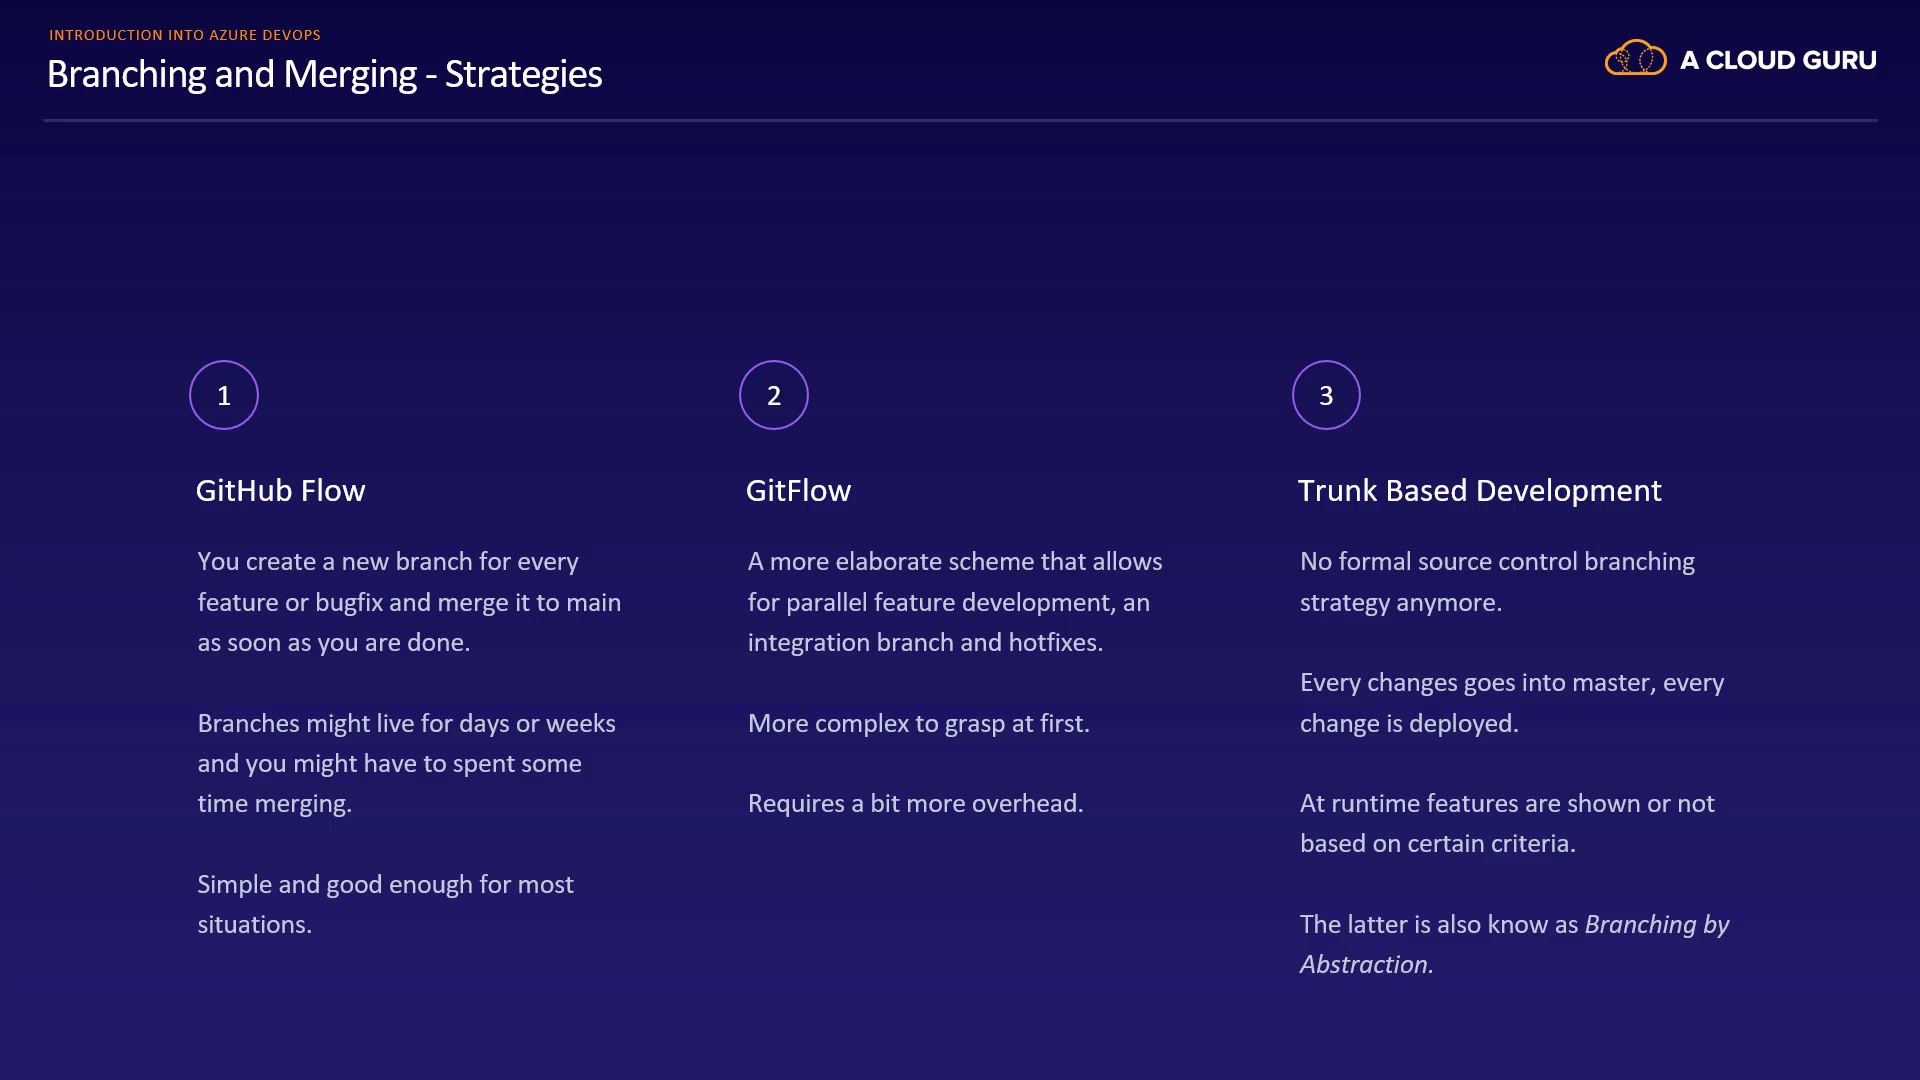 INTRODUCTION INTO AZURE DEVOPS
Branching and Merging - Strategies
A CLOUD GURU
1
GitHub Flow
You create a new branch for every
feature or bugfix and merge it to main
as soon as you are done.
Branches might live for days or weeks
and you might have to spent some
time merging.
Simple and good enough for most
situations.
2
GitFlow
A more elaborate scheme that allows
for parallel feature development, an
integration branch and hotfixes.
More complex to grasp at first.
Requires a bit more overhead.
3
Trunk Based Development
No formal source control branching
strategy anymore.
Every changes goes into master, every
change is deployed.
At runtime features are shown or not
based on certain criteria.
The latter is also know as Branching by
Abstraction.